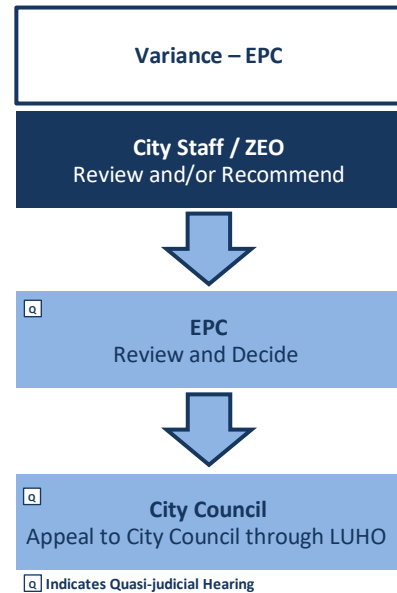 Variance – EPC
City Staff / ZEO
Review and/or Recommend
Q
EPC
Review and Decide
Q
City Council
Appeal to City Council through LUHO
Q Indicates Quasi-judicial Hearing